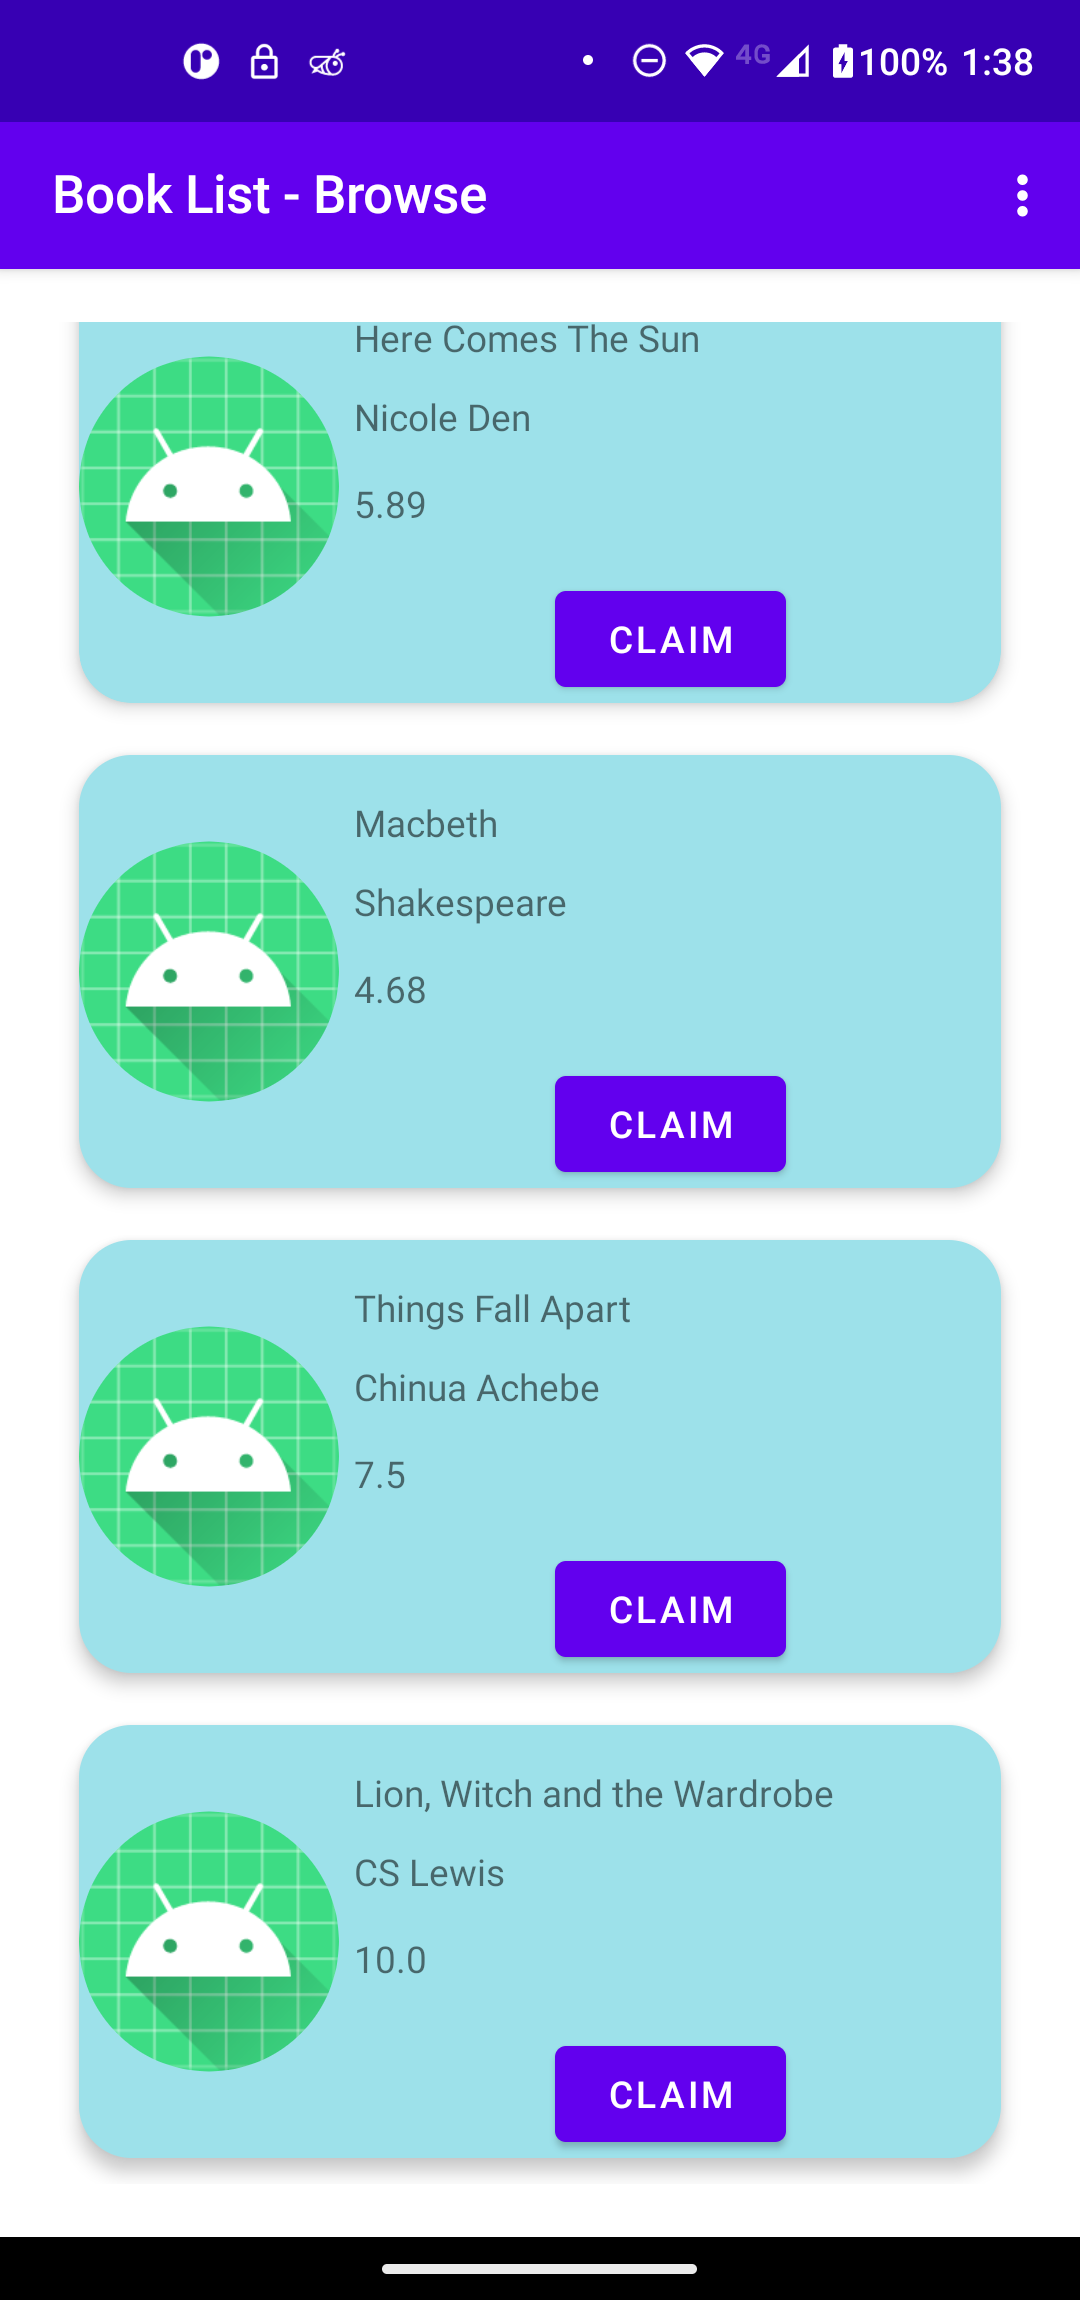 4G 100% 1:38
Book List - Browse
Here Comes The Sun
Nicole Den
5.89
CLAIM
Macbeth
Shakespeare
4.68
CLAIM
Things Fall Apart
Chinua Achebe
7.5
CLAIM
Lion, Witch and the Wardrobe
CS Lewis
10.0
CLAIM